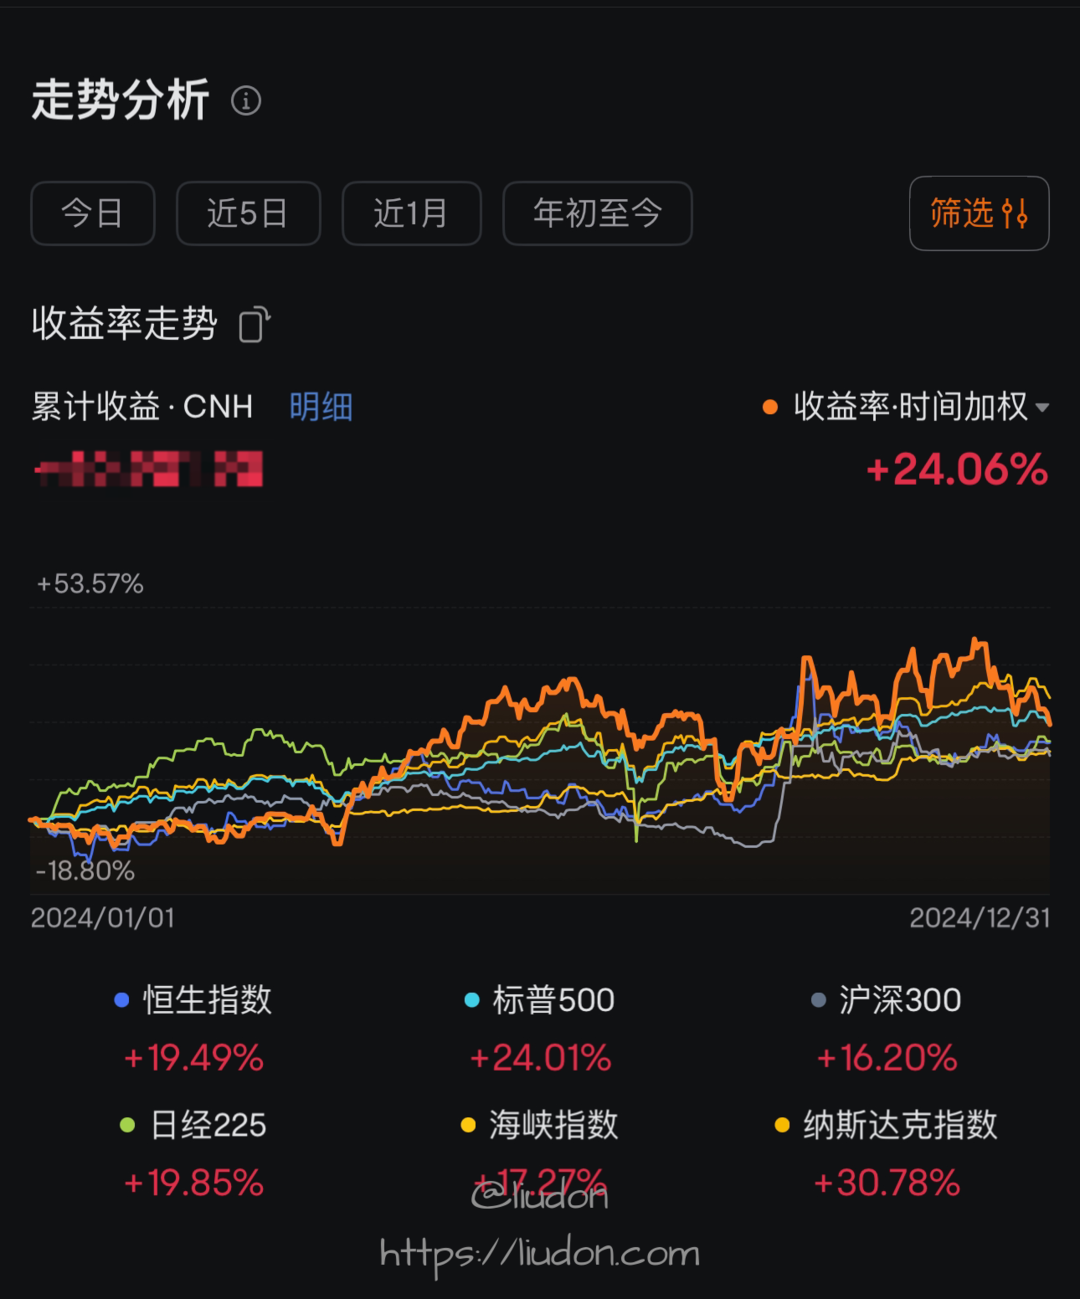 走势分析
今日 近5日 近1月 年初至今 筛选
收益率走势
累计收益·CNH 明细 收益率·时间加权
+24.06%
+53.57%
-18.80%
2024/01/01 2024/12/31
恒生指数 标普500 沪深300
+19.49% +24.01% +16.20%
日经225 海峡指数 纳斯达克指数
+19.85% +17.27% +30.78%
@liudon
https://liudon.com